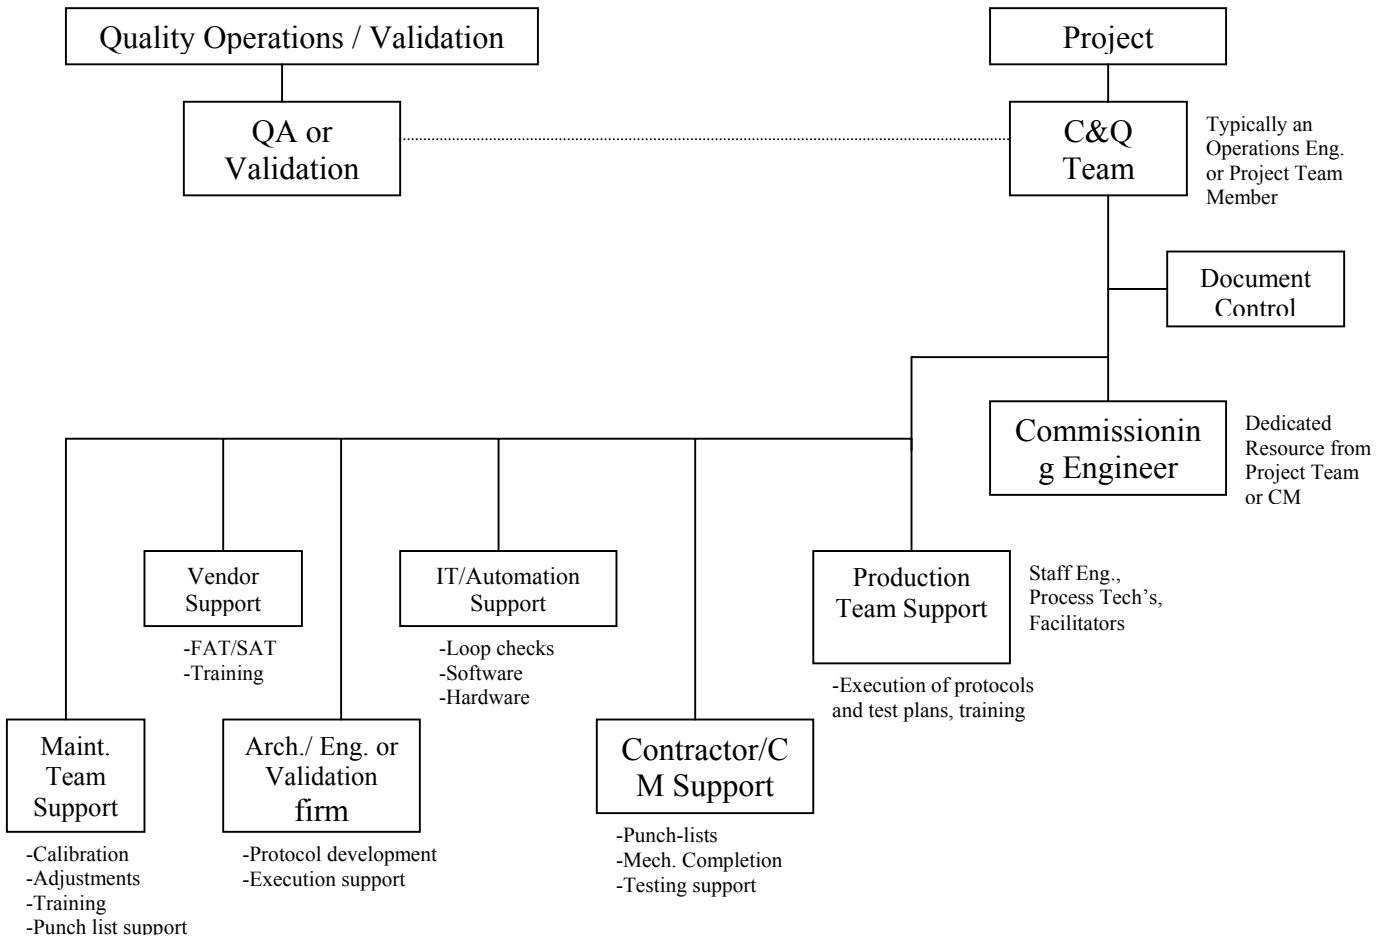 Quality Operations / Validation
Project
QA or
Validation
C&Q
Team
Typically an
Operations Eng.
or Project Team
Member
Document
Control
Commissionin
g Engineer
Dedicated
Resource from
Project Team
or CM
Vendor
Support
-FAT/SAT
-Training
IT/Automation
Support
-Loop checks
-Software
-Hardware
Production
Team Support
Staff Eng.,
Process Tech’s,
Facilitators
-Execution of protocols
and test plans, training
Maint.
Team
Support
-Calibration
-Adjustments
-Training
-Punch list support
Arch./ Eng. or
Validation
firm
-Protocol development
-Execution support
Contractor/C
M Support
-Punch-lists
-Mech. Completion
-Testing support